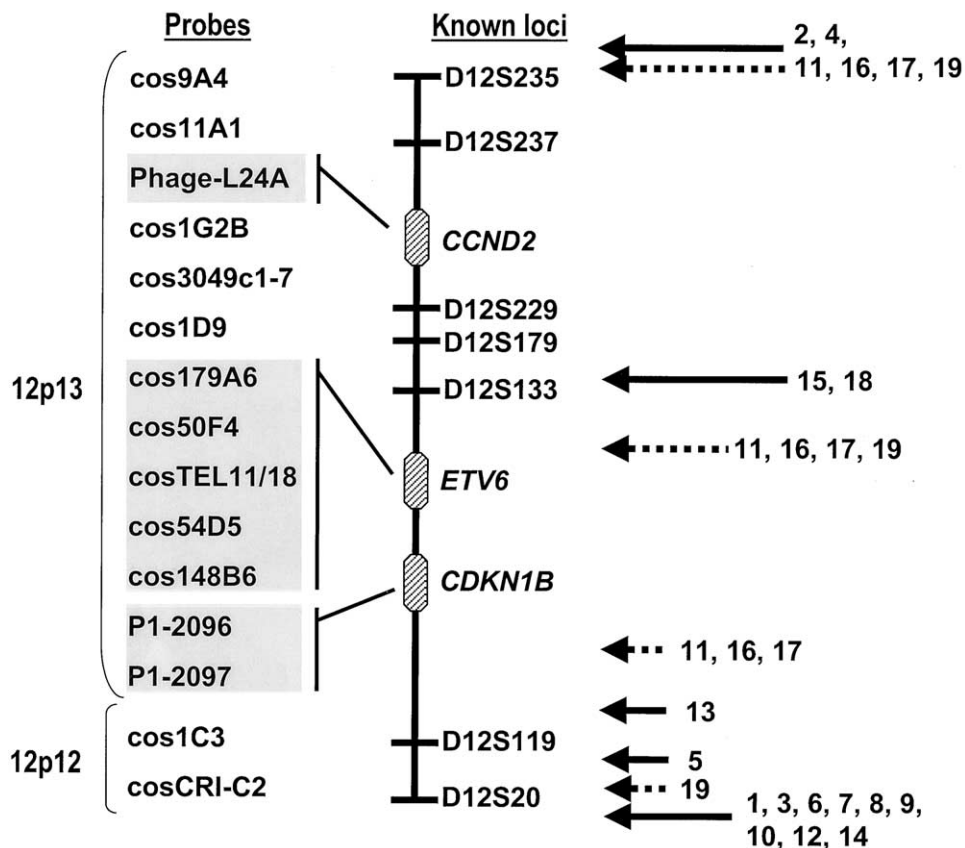 Probes
Known loci
2, 4,
11, 16, 17, 19
cos9A4
D12S235
cos11A1
D12S237
Phage-L24A
cos1G2B
CCND2
cos3049c1-7
D12S229
cos1D9
D12S179
12p13
cos179A6
D12S133
15, 18
cos50F4
11, 16, 17, 19
cosTEL11/18
ETV6
cos54D5
cos148B6
CDKN1B
P1-2096
11, 16, 17
P1-2097
13
12p12
cos1C3
D12S119
5
cosCRI-C2
D12S20
19
1, 3, 6, 7, 8, 9,
10, 12, 14